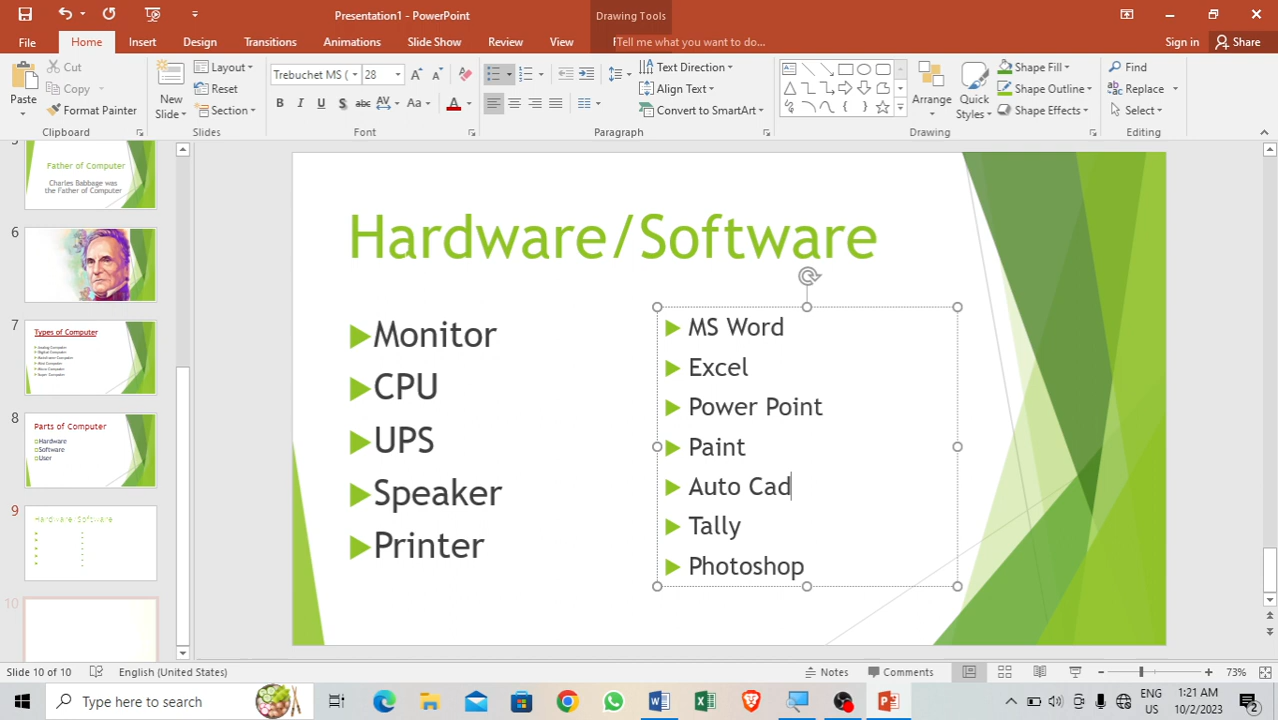 Presentation1 - PowerPoint
Drawing Tools
File Home Insert Design Transitions Animations Slide Show Review View Tell me what you want to do... Sign in Share
Paste
Cut
Copy
Format Painter
Clipboard
New Slide
Layout
Reset
Section
Slides
Trebuchet MS ( 28
B I U S abc AV Aa A
Font
Text Direction
Align Text
Convert to SmartArt
Paragraph
Arrange
Quick Styles
Shape Fill
Shape Outline
Shape Effects
Drawing
Find
Replace
Select
Editing
Father of Computer
Charles Babbage was
the Father of Computer
6
7
Types of Computer
8
Parts of Computer
Hardware
Software
User
9
Hardware/Software
10
Hardware/Software
Monitor
CPU
UPS
Speaker
Printer
MS Word
Excel
Power Point
Paint
Auto Cad
Tally
Photoshop
Slide 10 of 10 English (United States) Notes Comments 73%
Type here to search
ENG
US
1:21 AM
10/2/2023
2